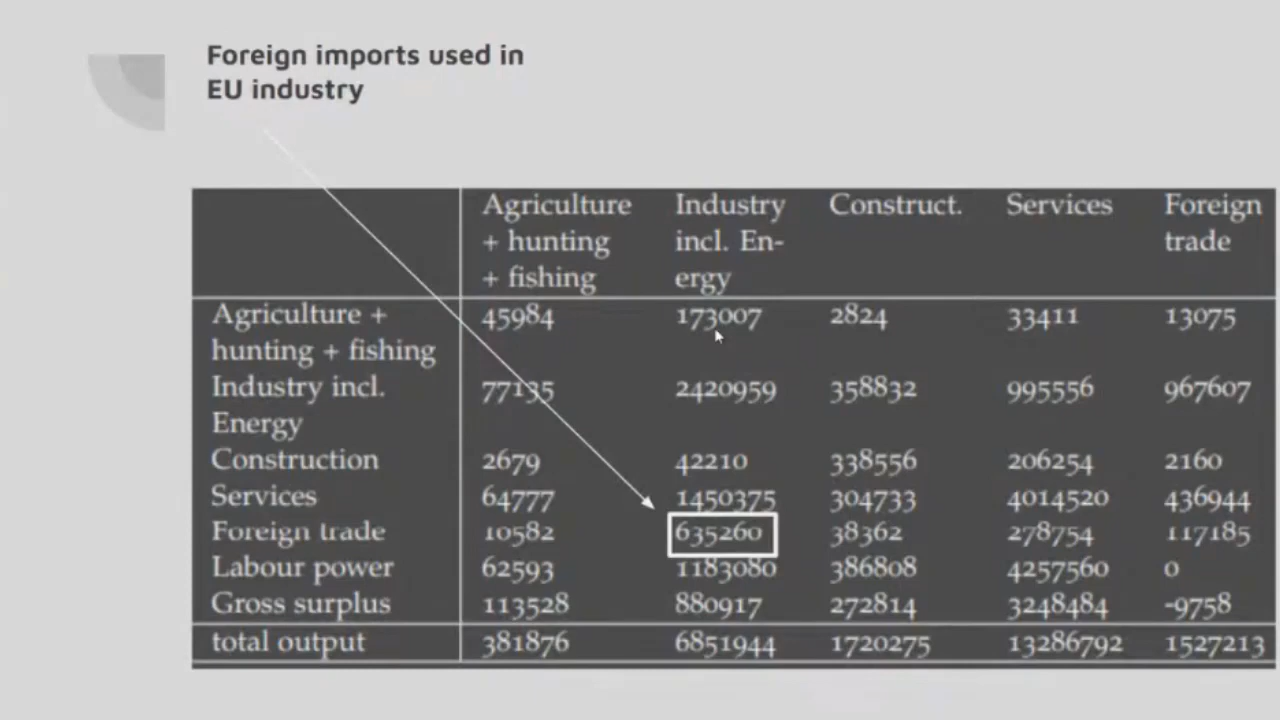 Foreign imports used in
EU industry
Agriculture Industry Construct. Services Foreign
+ hunting incl. En- trade
+ fishing ergy
Agriculture + 45984 173007 2824 33411 13075
hunting + fishing
Industry incl. 77135 2420959 358832 995556 967607
Energy
Construction 2679 42210 338556 206254 2160
Services 64777 1450375 304733 4014520 436944
Foreign trade 10582 635260 38362 278754 117185
Labour power 62593 1183080 386808 4257560 0
Gross surplus 113528 880917 272814 3248484 -9758
total output 381876 6851944 1720275 13286792 1527213